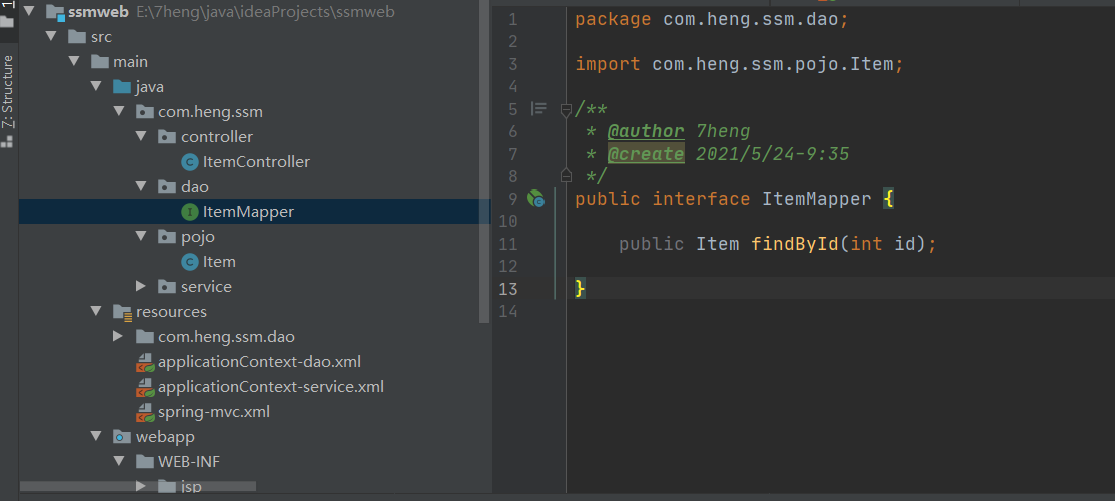 1
7: Structure
ssmweb E:\7heng\java\ideaProjects\ssmweb
src
main
java
com.heng.ssm
controller
C ItemController
dao
I ItemMapper
pojo
C Item
service
resources
com.heng.ssm.dao
applicationContext-dao.xml
applicationContext-service.xml
spring-mvc.xml
webapp
WEB-INF
jsp
1 package com.heng.ssm.dao;
2
3 import com.heng.ssm.pojo.Item;
4
5 /**
6 * @author 7heng
7 * @create 2021/5/24-9:35
8 */
9 public interface ItemMapper {
10
11 public Item findById(int id);
12
13 }
14